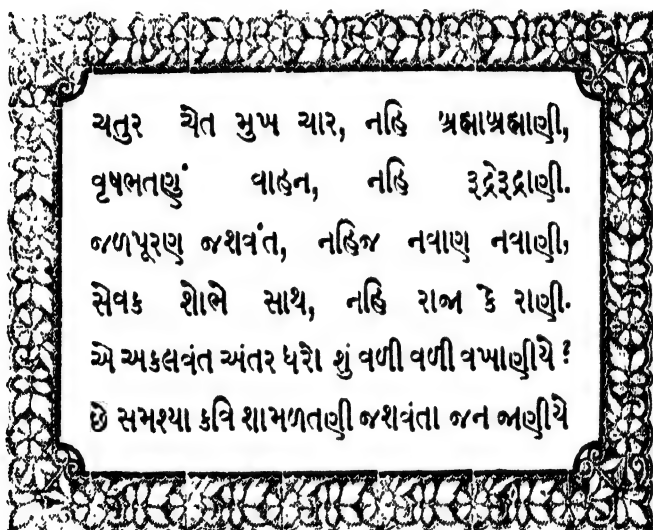 ચતુર ચેત મુખ ચાર, નહિ બ્રહ્માબ્રહ્માણી,
વૃષભતણું વાહન, નહિ રૂદ્રેરૂદ્રાણી.
જળપૂરણ જશવંત, નહિજ નવાણ નવાણી,
સેવક શોભે સાથ, નહિ રાજા કે રાણી.
એ અકલવંત અંતર ધરો શું વળી વળી વખાણીયે ?
છે સમશ્યા કવિ શામળતણી જશવંતા જન જાણીયે